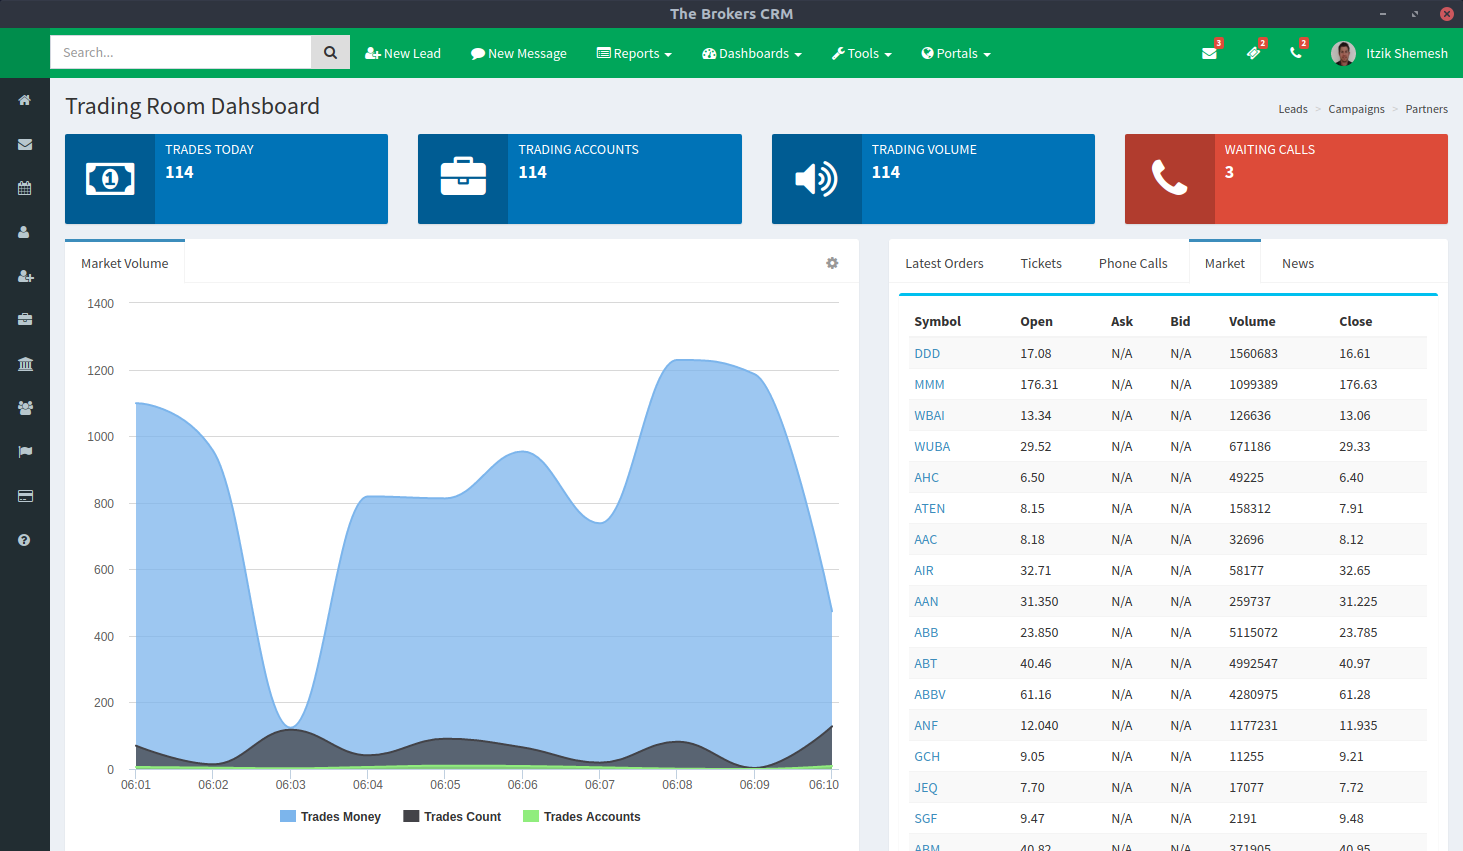 The Brokers CRM
Search...
New Lead
New Message
Reports
Dashboards
Tools
Portals
3
2
2
Itzik Shemesh
Trading Room Dahsboard
Leads > Campaigns > Partners
1
TRADES TODAY
114
TRADING ACCOUNTS
114
TRADING VOLUME
114
WAITING CALLS
3
Market Volume
1400
1200
1000
800
600
400
200
0
06:01 06:02 06:03 06:04 06:05 06:06 06:07 06:08 06:09 06:10
Trades Money Trades Count Trades Accounts
Latest Orders Tickets Phone Calls Market News
Symbol Open Ask Bid Volume Close
DDD 17.08 N/A N/A 1560683 16.61
MMM 176.31 N/A N/A 1099389 176.63
WBAI 13.34 N/A N/A 126636 13.06
WUBA 29.52 N/A N/A 671186 29.33
AHC 6.50 N/A N/A 49225 6.40
ATEN 8.15 N/A N/A 158312 7.91
AAC 8.18 N/A N/A 32696 8.12
AIR 32.71 N/A N/A 58177 32.65
AAN 31.350 N/A N/A 259737 31.225
ABB 23.850 N/A N/A 5115072 23.785
ABT 40.46 N/A N/A 4992547 40.97
ABBV 61.16 N/A N/A 4280975 61.28
ANF 12.040 N/A N/A 1177231 11.935
GCH 9.05 N/A N/A 11255 9.21
JEQ 7.70 N/A N/A 17077 7.72
SGF 9.47 N/A N/A 2191 9.48
ABM 40.82 N/A N/A 371905 40.95